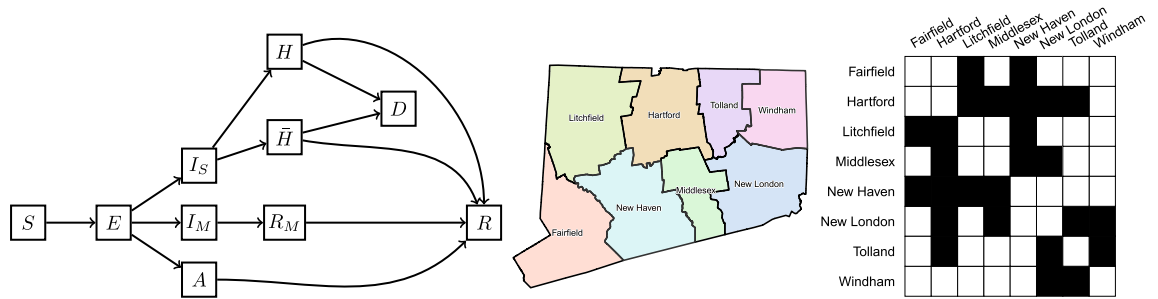 H
D
H̄
I_S
S
E
I_M
R_M
R
A
Litchfield
Hartford
Tolland
Windham
New Haven
Middlesex
New London
Fairfield
Fairfield
Hartford
Litchfield
Middlesex
New Haven
New London
Tolland
Windham
Fairfield
Hartford
Litchfield
Middlesex
New Haven
New London
Tolland
Windham